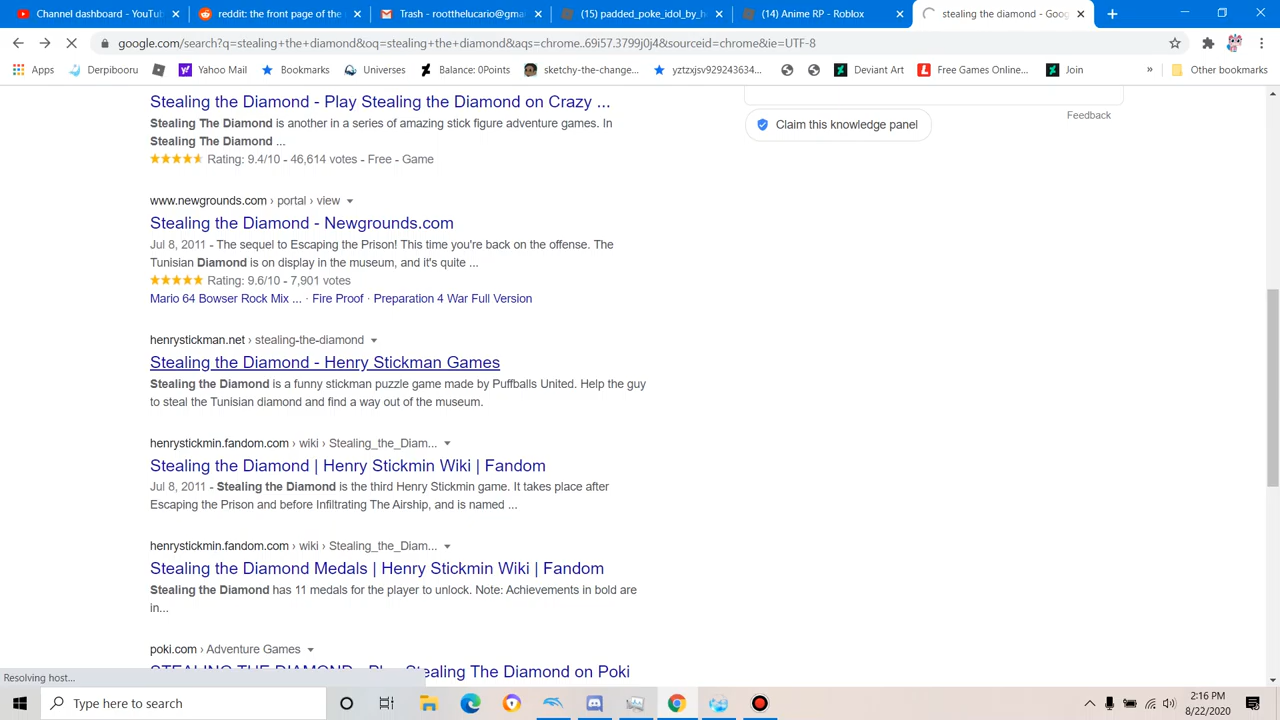 Channel dashboard - YouTu
reddit: the front page of the
Trash - rootthelucario@gma
(15) padded_poke_idol_by_h
(14) Anime RP - Roblox
stealing the diamond - Goo
google.com/search?q=stealing+the+diamond&oq=stealing+the+diamond&aqs=chrome..69i57.3799j0j4&sourceid=chrome&ie=UTF-8
Apps
Derpibooru
Yahoo Mail
Bookmarks
Universes
Balance: 0Points
sketchy-the-change...
yztzxjsv929243634...
Deviant Art
Free Games Online...
Join
»
Other bookmarks
Stealing the Diamond - Play Stealing the Diamond on Crazy ...
Stealing The Diamond is another in a series of amazing stick figure adventure games. In
Stealing The Diamond ...
Rating: 9.4/10 - 46,614 votes - Free - Game
Feedback
Claim this knowledge panel
www.newgrounds.com › portal › view
Stealing the Diamond - Newgrounds.com
Jul 8, 2011 - The sequel to Escaping the Prison! This time you're back on the offense. The
Tunisian Diamond is on display in the museum, and it's quite ...
Rating: 9.6/10 - 7,901 votes
Mario 64 Bowser Rock Mix ... · Fire Proof · Preparation 4 War Full Version
henrystickman.net › stealing-the-diamond
Stealing the Diamond - Henry Stickman Games
Stealing the Diamond is a funny stickman puzzle game made by Puffballs United. Help the guy
to steal the Tunisian diamond and find a way out of the museum.
henrystickmin.fandom.com › wiki › Stealing_the_Diam...
Stealing the Diamond | Henry Stickmin Wiki | Fandom
Jul 8, 2011 - Stealing the Diamond is the third Henry Stickmin game. It takes place after
Escaping the Prison and before Infiltrating The Airship, and is named ...
henrystickmin.fandom.com › wiki › Stealing_the_Diam...
Stealing the Diamond Medals | Henry Stickmin Wiki | Fandom
Stealing the Diamond has 11 medals for the player to unlock. Note: Achievements in bold are
in...
poki.com › Adventure Games
STEALING THE DIAMOND - Play Stealing The Diamond on Poki
Resolving host...
Type here to search
2:16 PM
8/22/2020